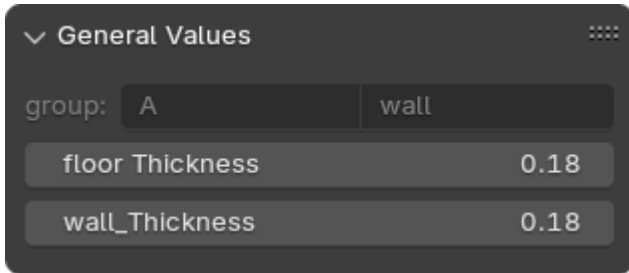 General Values
group: A wall
floor Thickness 0.18
wall_Thickness 0.18